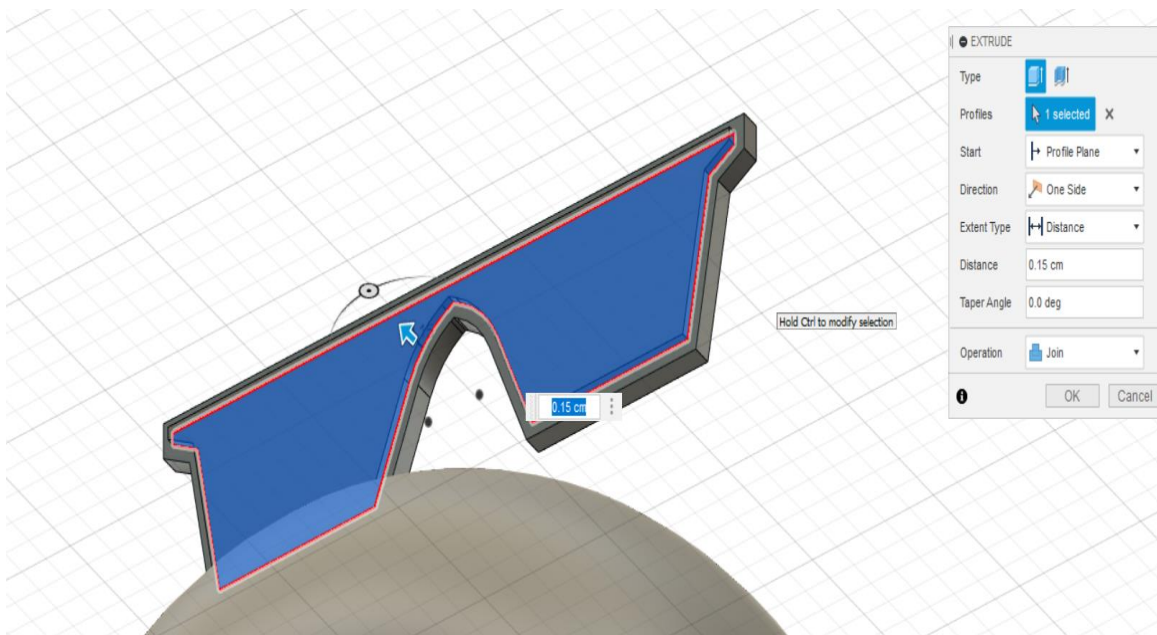 EXTRUDE
Type
Profiles 1 selected
Start Profile Plane
Direction One Side
Extent Type Distance
Distance 0.15 cm
Taper Angle 0.0 deg
Hold Ctrl to modify selection
Operation Join
OK Cancel
0.15 cm